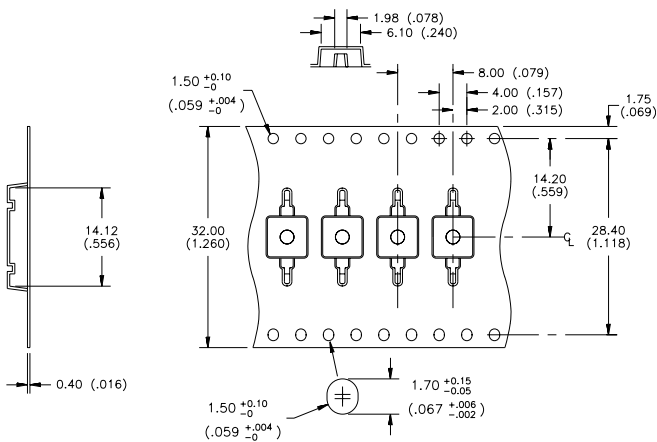 1.98 (.078)
6.10 (.240)
8.00 (.079)
4.00 (.157)
2.00 (.315)
1.75
(.069)
1.50 +0.10 -0
(.059 +.004 -0)
14.20
(.559)
14.12
(.556)
32.00
(1.260)
CL
28.40
(1.118)
0.40 (.016)
1.50 +0.10 -0
(.059 +.004 -0)
1.70 +0.15 -0.05
(.067 +.006 -.002)